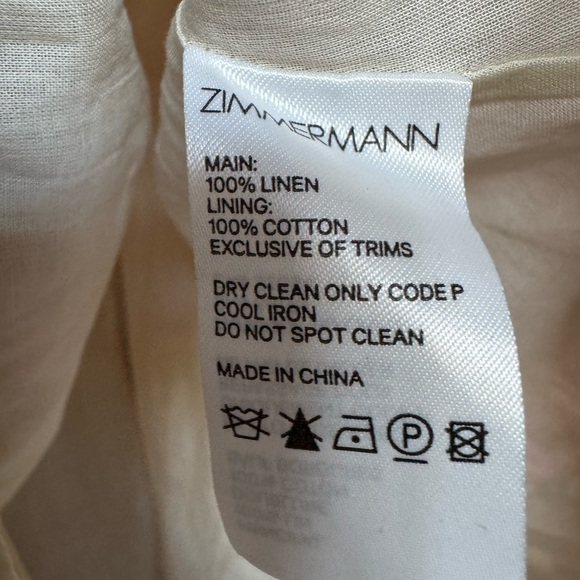 ZIMMERMANN
MAIN:
100% LINEN
LINING:
100% COTTON
EXCLUSIVE OF TRIMS
DRY CLEAN ONLY CODE P
COOL IRON
DO NOT SPOT CLEAN
MADE IN CHINA
P